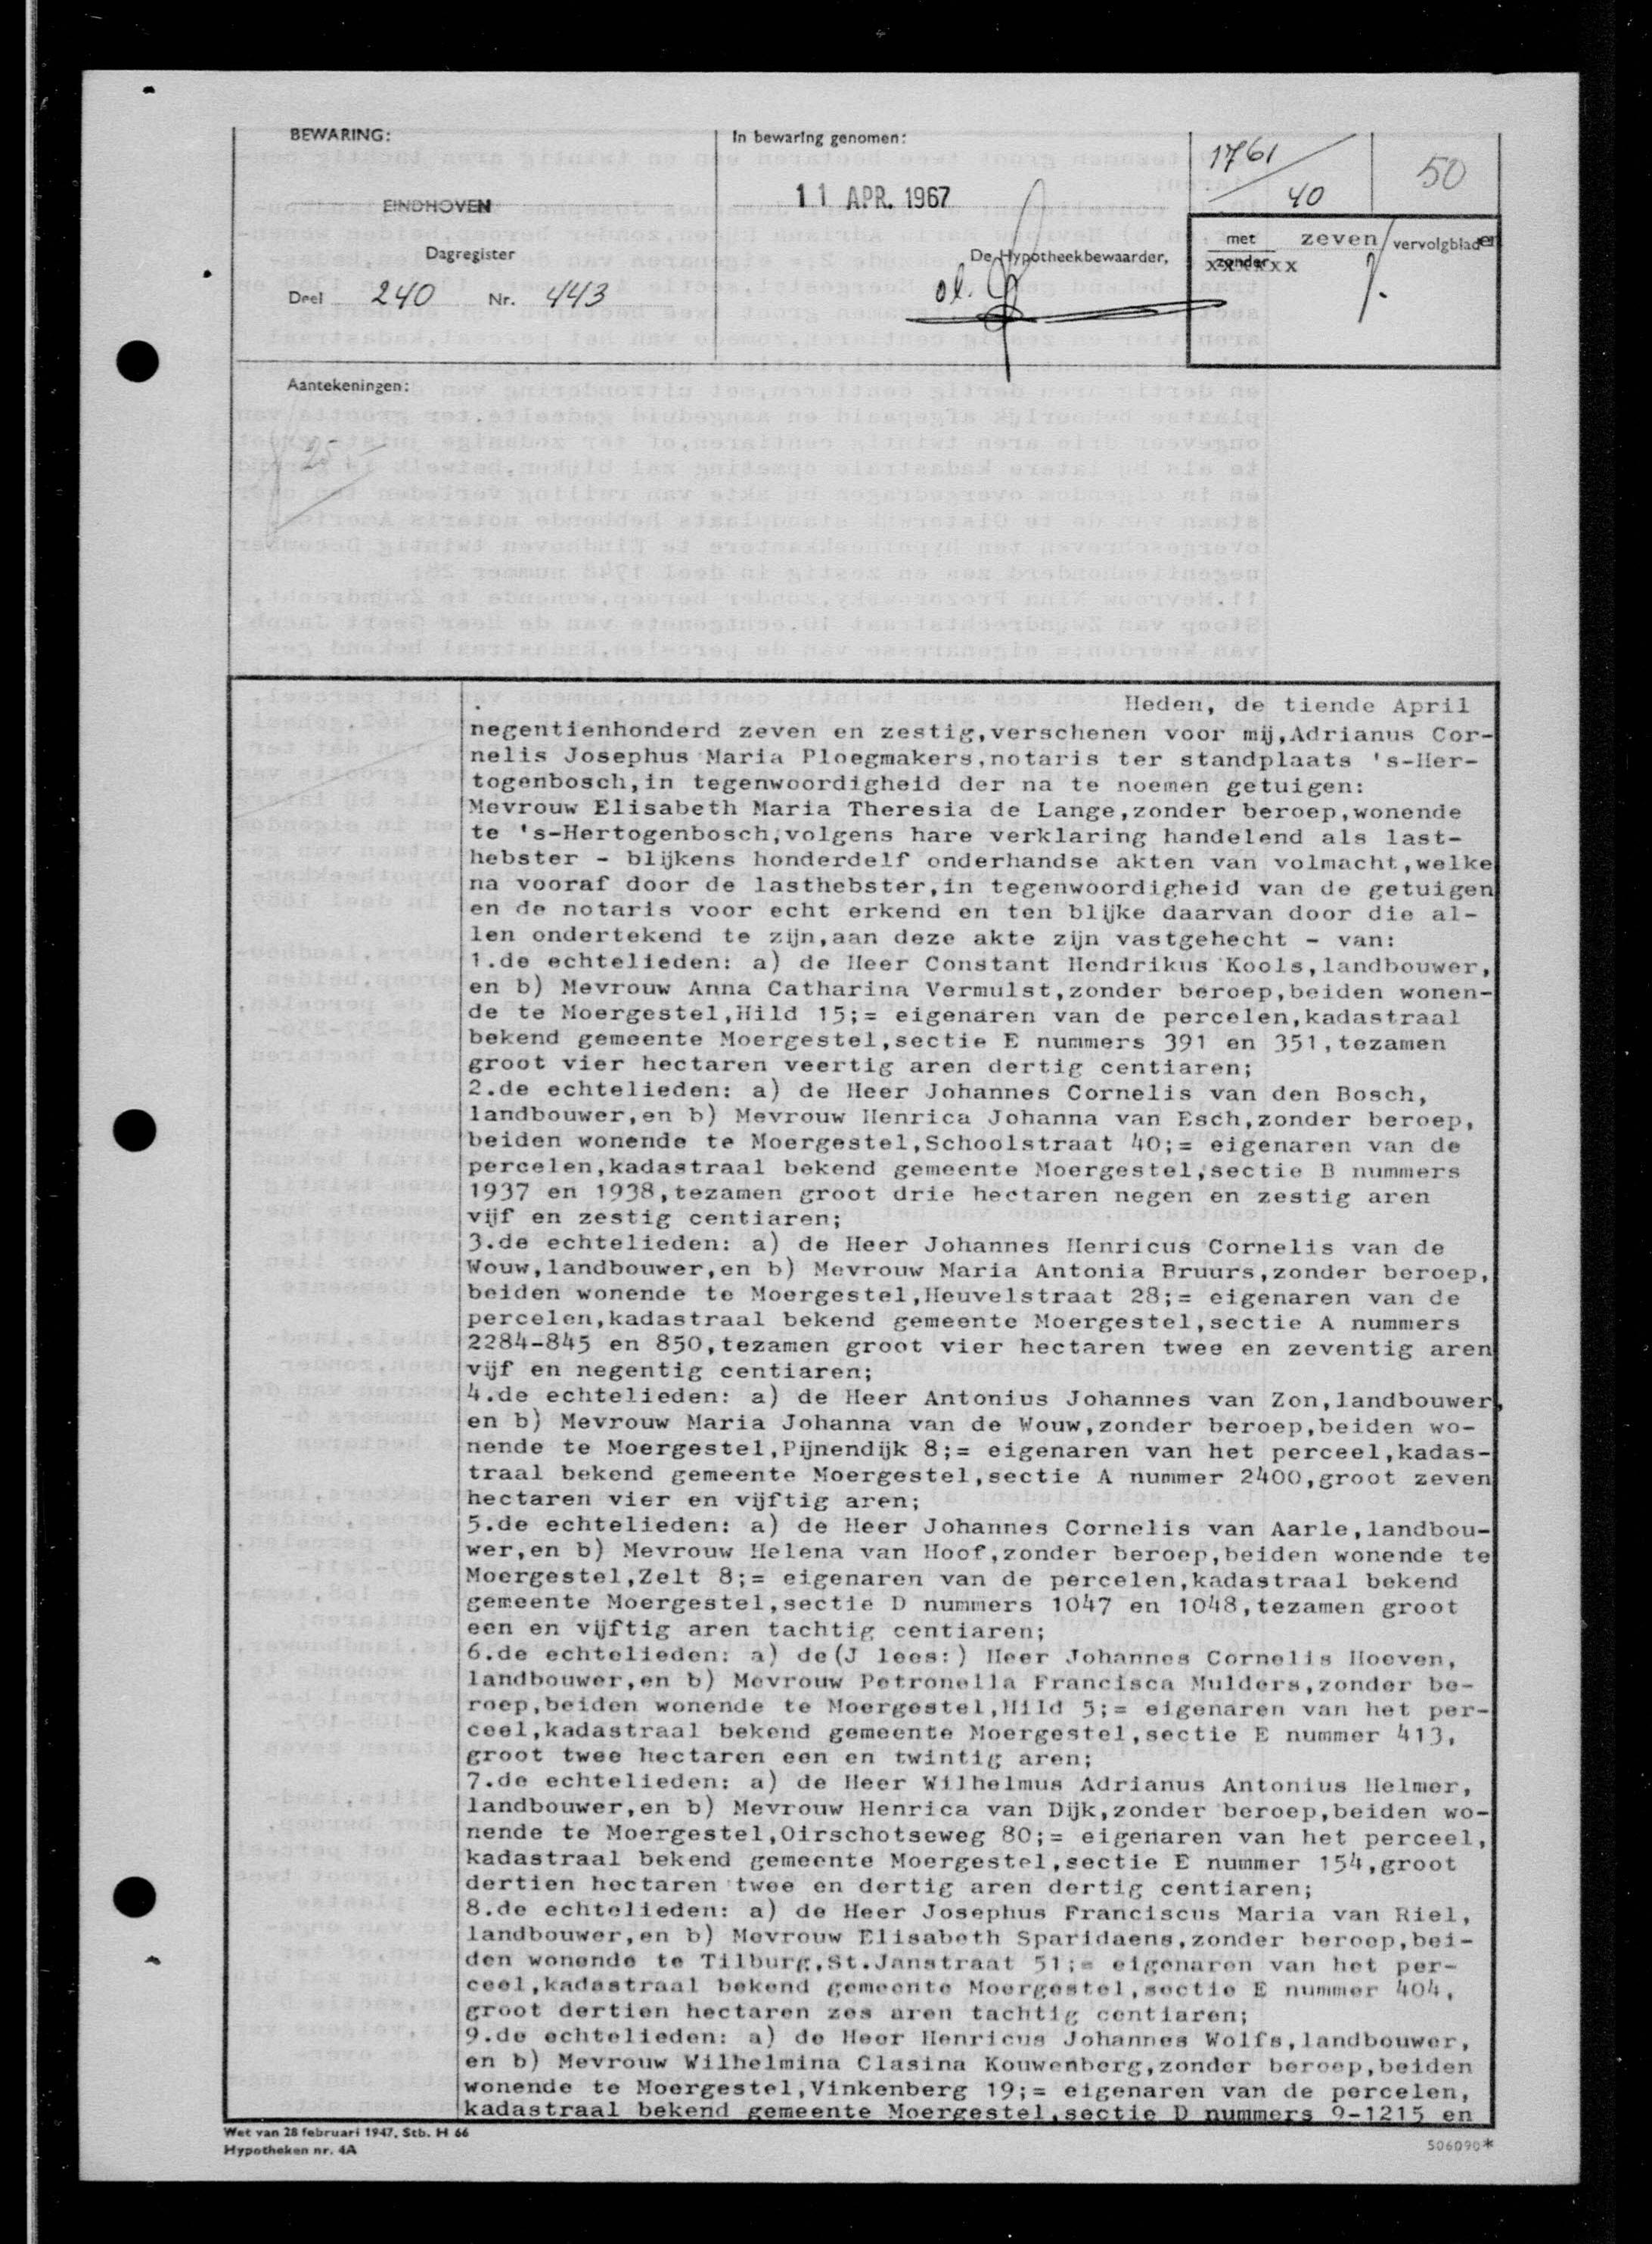 BEWARING:
EINDHOVEN
Dagregister
Deel 240 Nr. 443
In bewaring genomen:
11 APR. 1967
De Hypotheekbewaarder,
1761
40
50
met zeven vervolgbladen
zonder
Aantekeningen:
Heden, de tiende April
negentienhonderd zeven en zestig,verschenen voor mij,Adrianus Cor-
nelis Josephus Maria Ploegmakers,notaris ter standplaats 's-Her-
togenbosch,in tegenwoordigheid der na te noemen getuigen:
Mevrouw Elisabeth Maria Theresia de Lange,zonder beroep,wonende
te 's-Hertogenbosch,volgens hare verklaring handelend als last-
hebster - blijkens honderdelf onderhandse akten van volmacht,welke
na vooraf door de lasthebster,in tegenwoordigheid van de getuigen
en de notaris voor echt erkend en ten blijke daarvan door die al-
len ondertekend te zijn,aan deze akte zijn vastgehecht - van:
1.de echtelieden: a) de Heer Constant Hendrikus Kools,landbouwer,
en b) Mevrouw Anna Catharina Vermulst,zonder beroep,beiden wonen-
de te Moergestel,Hild 15;= eigenaren van de percelen,kadastraal
bekend gemeente Moergestel,sectie E nummers 391 en 351,tezamen
groot vier hectaren veertig aren dertig centiaren;
2.de echtelieden: a) de Heer Johannes Cornelis van den Bosch,
landbouwer,en b) Mevrouw Henrica Johanna van Esch,zonder beroep,
beiden wonende te Moergestel,Schoolstraat 40;= eigenaren van de
percelen,kadastraal bekend gemeente Moergestel,sectie B nummers
1937 en 1938,tezamen groot drie hectaren negen en zestig aren
vijf en zestig centiaren;
3.de echtelieden: a) de Heer Johannes Henricus Cornelis van de
Wouw,landbouwer,en b) Mevrouw Maria Antonia Bruurs,zonder beroep,
beiden wonende te Moergestel,Heuvelstraat 28;= eigenaren van de
percelen,kadastraal bekend gemeente Moergestel,sectie A nummers
2284-845 en 850,tezamen groot vier hectaren twee en zeventig aren
vijf en negentig centiaren;
4.de echtelieden: a) de Heer Antonius Johannes van Zon,landbouwer,
en b) Mevrouw Maria Johanna van de Wouw,zonder beroep,beiden wo-
nende te Moergestel,Pijnendijk 8;= eigenaren van het perceel,kadas-
traal bekend gemeente Moergestel,sectie A nummer 2400,groot zeven
hectaren vier en vijftig aren;
5.de echtelieden: a) de Heer Johannes Cornelis van Aarle,landbou-
wer,en b) Mevrouw Helena van Hoof,zonder beroep,beiden wonende te
Moergestel,Zelt 8;= eigenaren van de percelen,kadastraal bekend
gemeente Moergestel,sectie D nummers 1047 en 1048,tezamen groot
een en vijftig aren tachtig centiaren;
6.de echtelieden: a) de(J lees:) Heer Johannes Cornelis Hoeven,
landbouwer,en b) Mevrouw Petronella Francisca Mulders,zonder be-
roep,beiden wonende te Moergestel,Hild 5;= eigenaren van het per-
ceel,kadastraal bekend gemeente Moergestel,sectie E nummer 413,
groot twee hectaren een en twintig aren;
7.de echtelieden: a) de Heer Wilhelmus Adrianus Antonius Helmer,
landbouwer,en b) Mevrouw Henrica van Dijk,zonder beroep,beiden wo-
nende te Moergestel,Oirschotseweg 80;= eigenaren van het perceel,
kadastraal bekend gemeente Moergestel,sectie E nummer 154,groot
dertien hectaren twee en dertig aren dertig centiaren;
8.de echtelieden: a) de Heer Josephus Franciscus Maria van Riel,
landbouwer,en b) Mevrouw Elisabeth Sparidaens,zonder beroep,bei-
den wonende te Tilburg,St.Janstraat 51;= eigenaren van het per-
ceel,kadastraal bekend gemeente Moergestel,sectie E nummer 404,
groot dertien hectaren zes aren tachtig centiaren;
9.de echtelieden: a) de Heer Henricus Johannes Wolfs,landbouwer,
en b) Mevrouw Wilhelmina Clasina Kouwenberg,zonder beroep,beiden
wonende te Moergestel,Vinkenberg 19;= eigenaren van de percelen,
kadastraal bekend gemeente Moergestel,sectie D nummers 9-1215 en
Wet van 28 februari 1947, Stb. H 66
Hypotheken nr. 4A
506090*